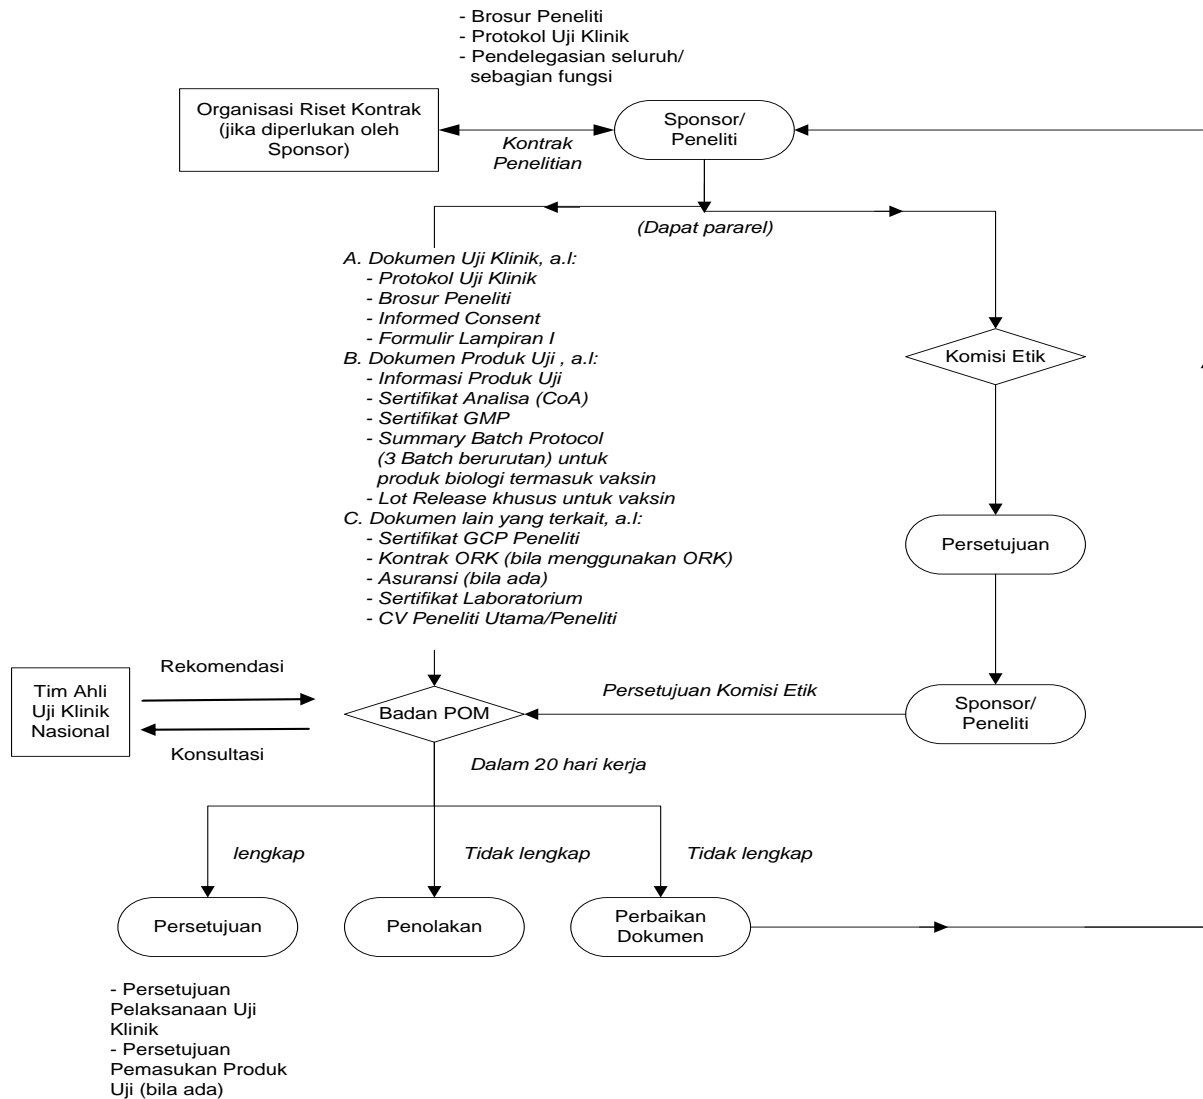 - Brosur Peneliti
- Protokol Uji Klinik
- Pendelegasian seluruh/
sebagian fungsi
Organisasi Riset Kontrak
(jika diperlukan oleh
Sponsor)
Kontrak
Penelitian
Sponsor/
Peneliti
(Dapat pararel)
A. Dokumen Uji Klinik, a.l:
- Protokol Uji Klinik
- Brosur Peneliti
- Informed Consent
- Formulir Lampiran I
B. Dokumen Produk Uji , a.l:
- Informasi Produk Uji
- Sertifikat Analisa (CoA)
- Sertifikat GMP
- Summary Batch Protocol
(3 Batch berurutan) untuk
produk biologi termasuk vaksin
- Lot Release khusus untuk vaksin
C. Dokumen lain yang terkait, a.l:
- Sertifikat GCP Peneliti
- Kontrak ORK (bila menggunakan ORK)
- Asuransi (bila ada)
- Sertifikat Laboratorium
- CV Peneliti Utama/Peneliti
Komisi Etik
Persetujuan
Sponsor/
Peneliti
Persetujuan Komisi Etik
Rekomendasi
Tim Ahli
Uji Klinik
Nasional
Konsultasi
Badan POM
Dalam 20 hari kerja
lengkap
Tidak lengkap
Tidak lengkap
Persetujuan
Penolakan
Perbaikan
Dokumen
- Persetujuan
Pelaksanaan Uji
Klinik
- Persetujuan
Pemasukan Produk
Uji (bila ada)